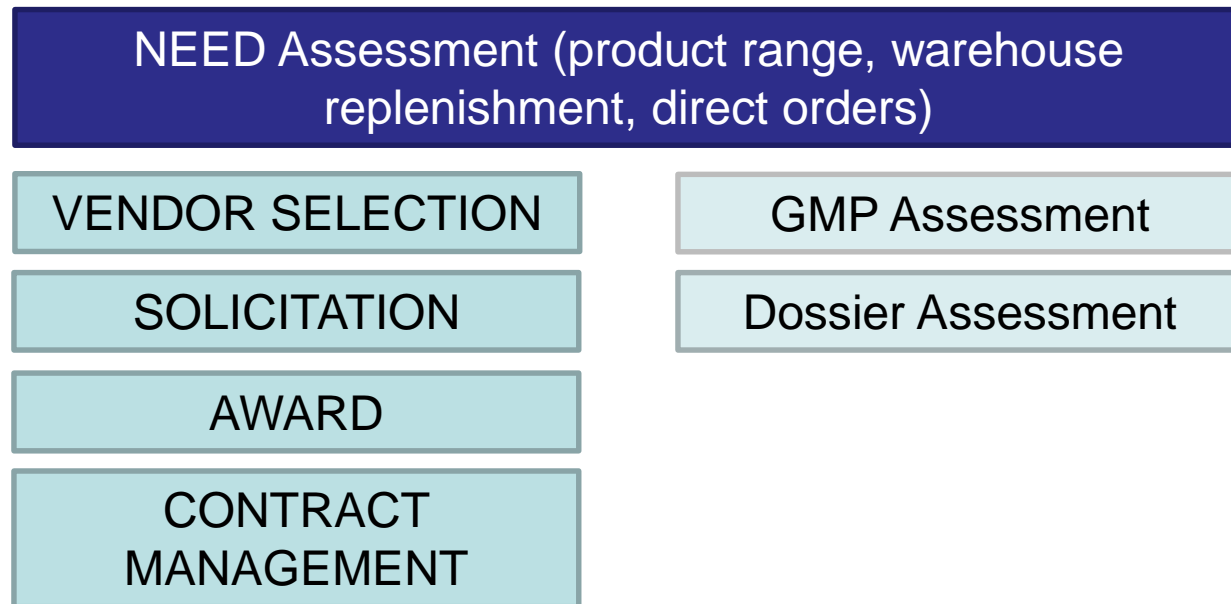 NEED Assessment (product range, warehouse
replenishment, direct orders)
VENDOR SELECTION
GMP Assessment
SOLICITATION
Dossier Assessment
AWARD
CONTRACT
MANAGEMENT